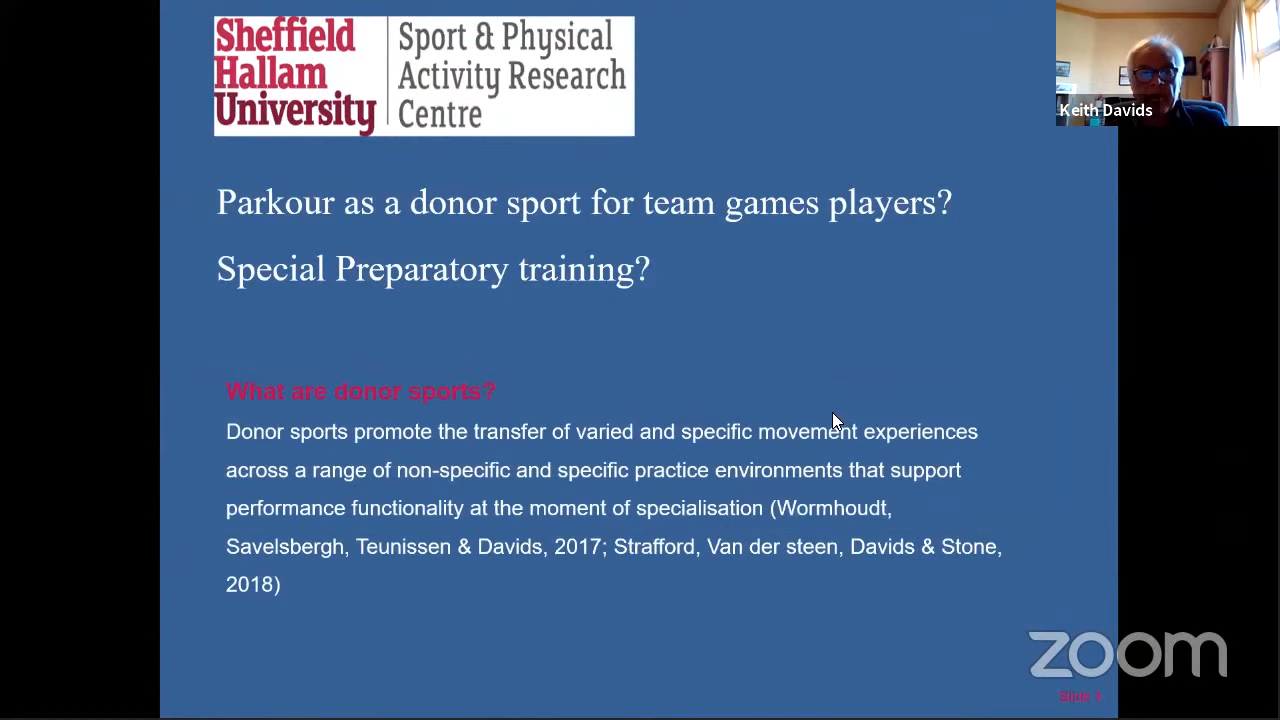 Sheffield
Hallam
University
Sport & Physical
Activity Research
Centre
Keith Davids
Parkour as a donor sport for team games players?
Special Preparatory training?
What are donor sports?
Donor sports promote the transfer of varied and specific movement experiences
across a range of non-specific and specific practice environments that support
performance functionality at the moment of specialisation (Wormhoudt,
Savelsbergh, Teunissen & Davids, 2017; Strafford, Van der steen, Davids & Stone,
2018)
zoom
Slide 1